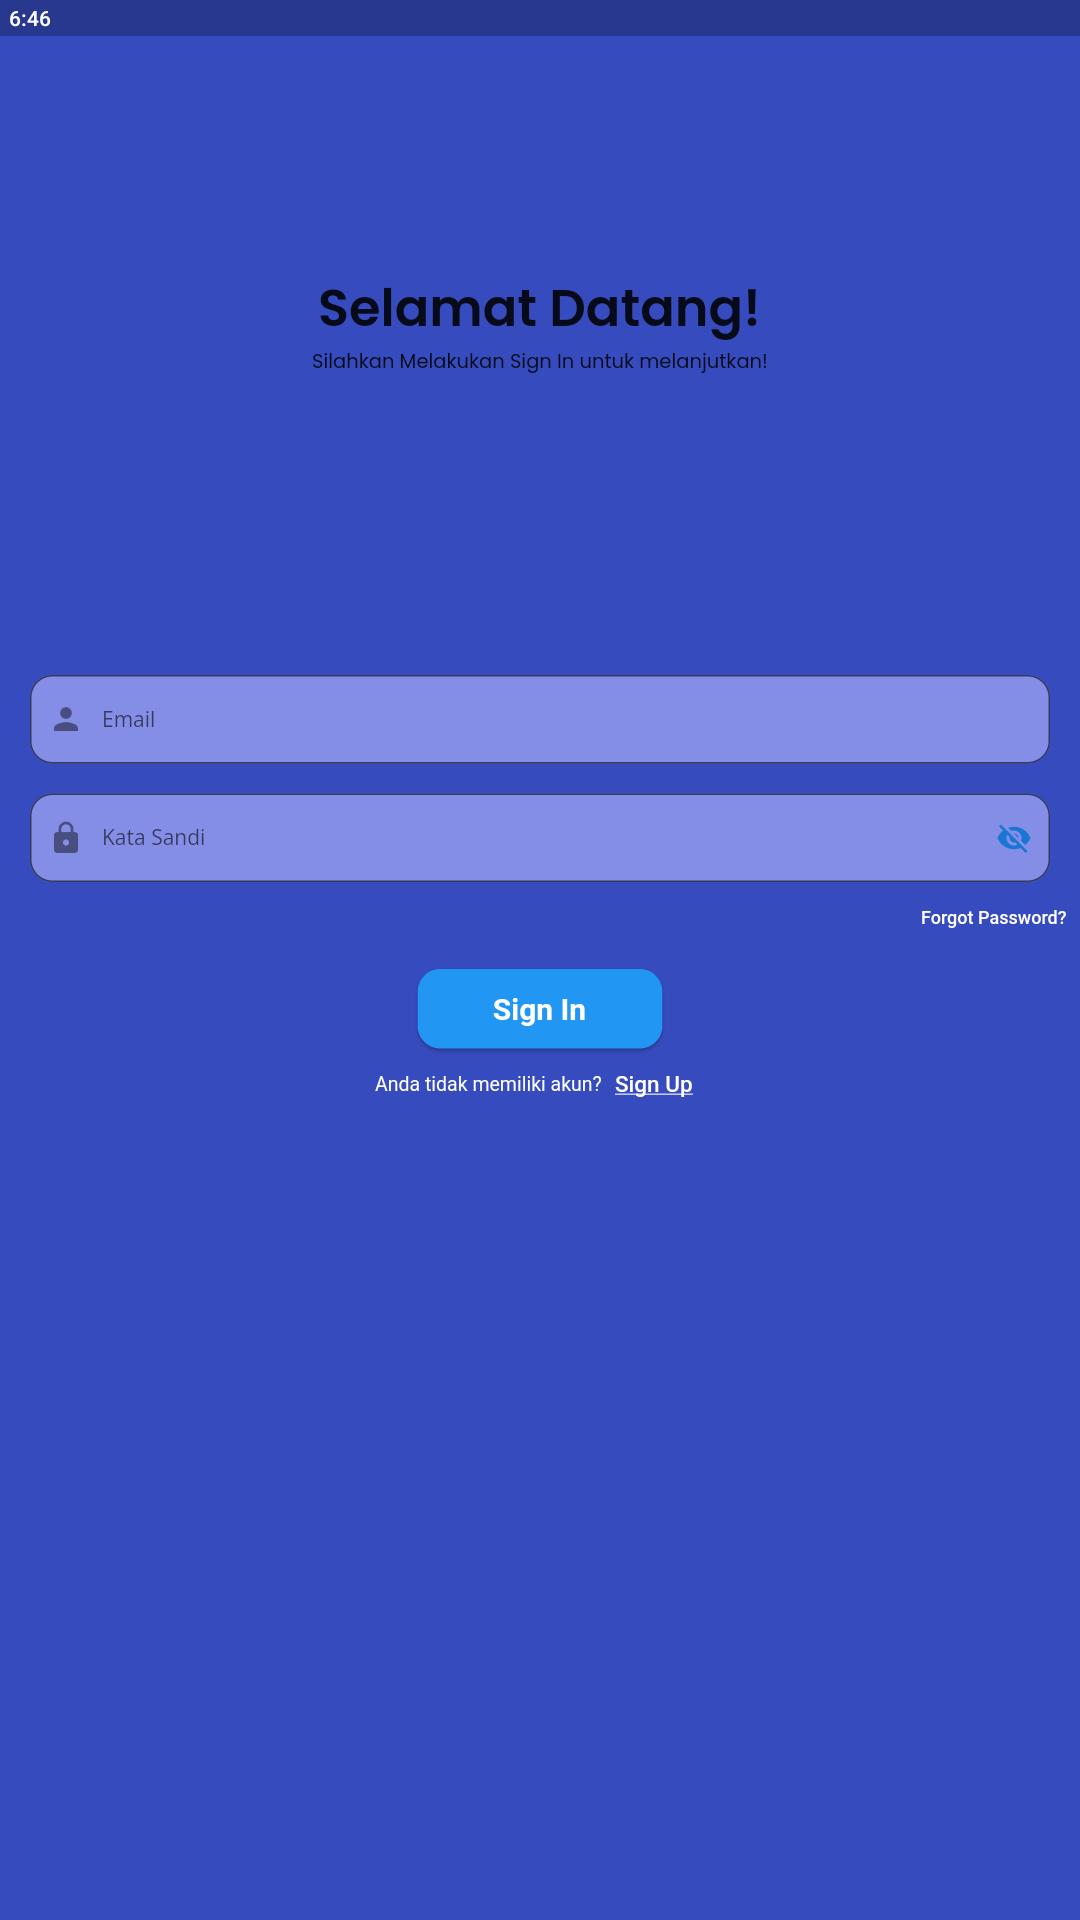 6:46
Selamat Datang!
Silahkan Melakukan Sign In untuk melanjutkan!
Email
Kata Sandi
Forgot Password?
Sign In
Anda tidak memiliki akun? Sign Up